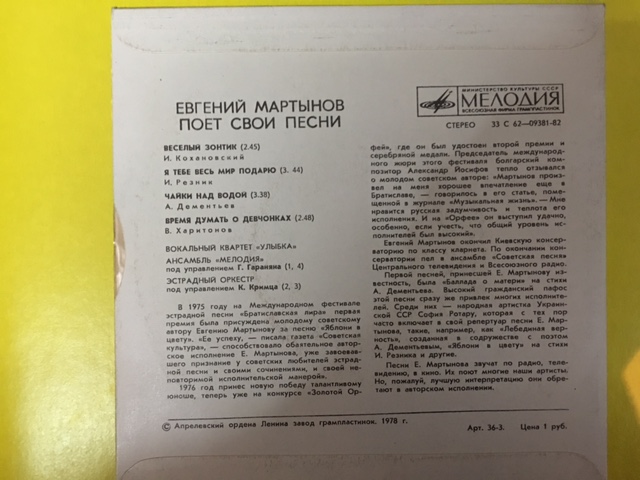 ЕВГЕНИЙ МАРТЫНОВ
ПОЕТ СВОИ ПЕСНИ
МИНИСТЕРСТВО КУЛЬТУРЫ СССР
МЕЛОДИЯ
ВСЕСОЮЗНАЯ ФИРМА ГРАМПЛАСТИНОК
СТЕРЕО 33 С 62—09381-82
ВЕСЕЛЫЙ ЗОНТИК (2.45)
И. Кохановский
Я ТЕБЕ ВЕСЬ МИР ПОДАРЮ (3. 44)
И. Резник
ЧАЙКИ НАД ВОДОЙ (3.38)
А. Дементьев
ВРЕМЯ ДУМАТЬ О ДЕВЧОНКАХ (2.48)
В. Харитонов
ВОКАЛЬНЫЙ КВАРТЕТ «УЛЫБКА»
АНСАМБЛЬ «МЕЛОДИЯ»
под управлением Г. Гараняна (1, 4)
ЭСТРАДНЫЙ ОРКЕСТР
под управлением К. Кримца (2, 3)
В 1975 году на Международном фестивале
эстрадной песни «Братиславская лира» первая
премия была присуждена молодому советскому
автору Евгению Мартынову за песню «Яблони в
цвету». «Ее успеху, — писала газета «Советская
культура», — способствовало обаятельное автор-
ское исполнение Е. Мартынова, уже завоевав-
шего признание у советских любителей эстрад-
ной песни и своими сочинениями, и своей не-
повторимой исполнительской манерой».
1976 год принес новую победу талантливому
юноше, теперь уже на конкурсе «Золотой Ор-
фей», где он был удостоен второй премии и
серебряной медали. Председатель международ-
ного жюри этого фестиваля болгарский ком-
позитор Александр Йосифов тепло отзывался
о молодом советском авторе: «Мартынов произ-
вел на меня хорошее впечатление еще в
Братиславе, — говорилось в его статье, поме-
щенной в журнале «Музыкальная жизнь». — Мне
нравится русская задумчивость и теплота его
исполнения. И на «Орфее» он выступил удачно,
особенно, если учесть, что общий уровень ис-
полнителей был высокий».
Евгений Мартынов окончил Киевскую консер-
ваторию по классу кларнета. По окончании кон-
серватории пел в ансамбле «Советская песня»
Центрального телевидения и Всесоюзного радио.
Первой песней, принесшей Е. Мартынову из-
вестность, была «Баллада о матери» на стихи
А. Дементьева. Высокий гражданский пафос
этой песни сразу же привлек многих исполните-
лей. Среди них — народная артистка Украин-
ской ССР София Ротару, которая с тех пор
часто включает в свой репертуар песни Е. Мар-
тынова, такие, например, как «Лебединая вер-
ность», созданная в содружестве с поэтом
А. Дементьевым, «Яблони в цвету» на стихи
И. Резника и другие.
Песни Е. Мартынова звучат по радио, теле-
видению, в кино. Их поют многие наши артисты.
Но, пожалуй, лучшую интерпретацию они обре-
тают в авторском исполнении.
© Апрелевский ордена Ленина завод грампластинок. 1978 г.
Арт. 36-3. Цена 1 руб.